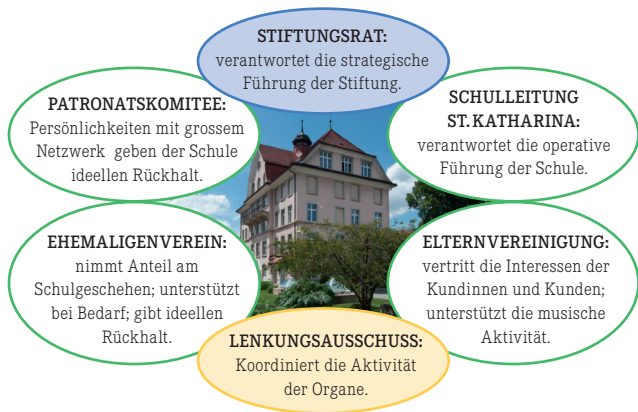 STIFTUNGSRAT:
verantwortet die strategische
Führung der Stiftung.
PATRONATSKOMITEE:
Persönlichkeiten mit grossem
Netzwerk geben der Schule
ideellen Rückhalt.
SCHULLEITUNG
ST. KATHARINA:
verantwortet die operative
Führung der Schule.
EHEMALIGENVEREIN:
nimmt Anteil am
Schulgeschehen; unterstützt
bei Bedarf; gibt ideellen
Rückhalt.
ELTERNVEREINIGUNG:
vertritt die Interessen der
Kundinnen und Kunden;
unterstützt die musische
Aktivität.
LENKUNGSAUSSCHUSS:
Koordiniert die Aktivität
der Organe.